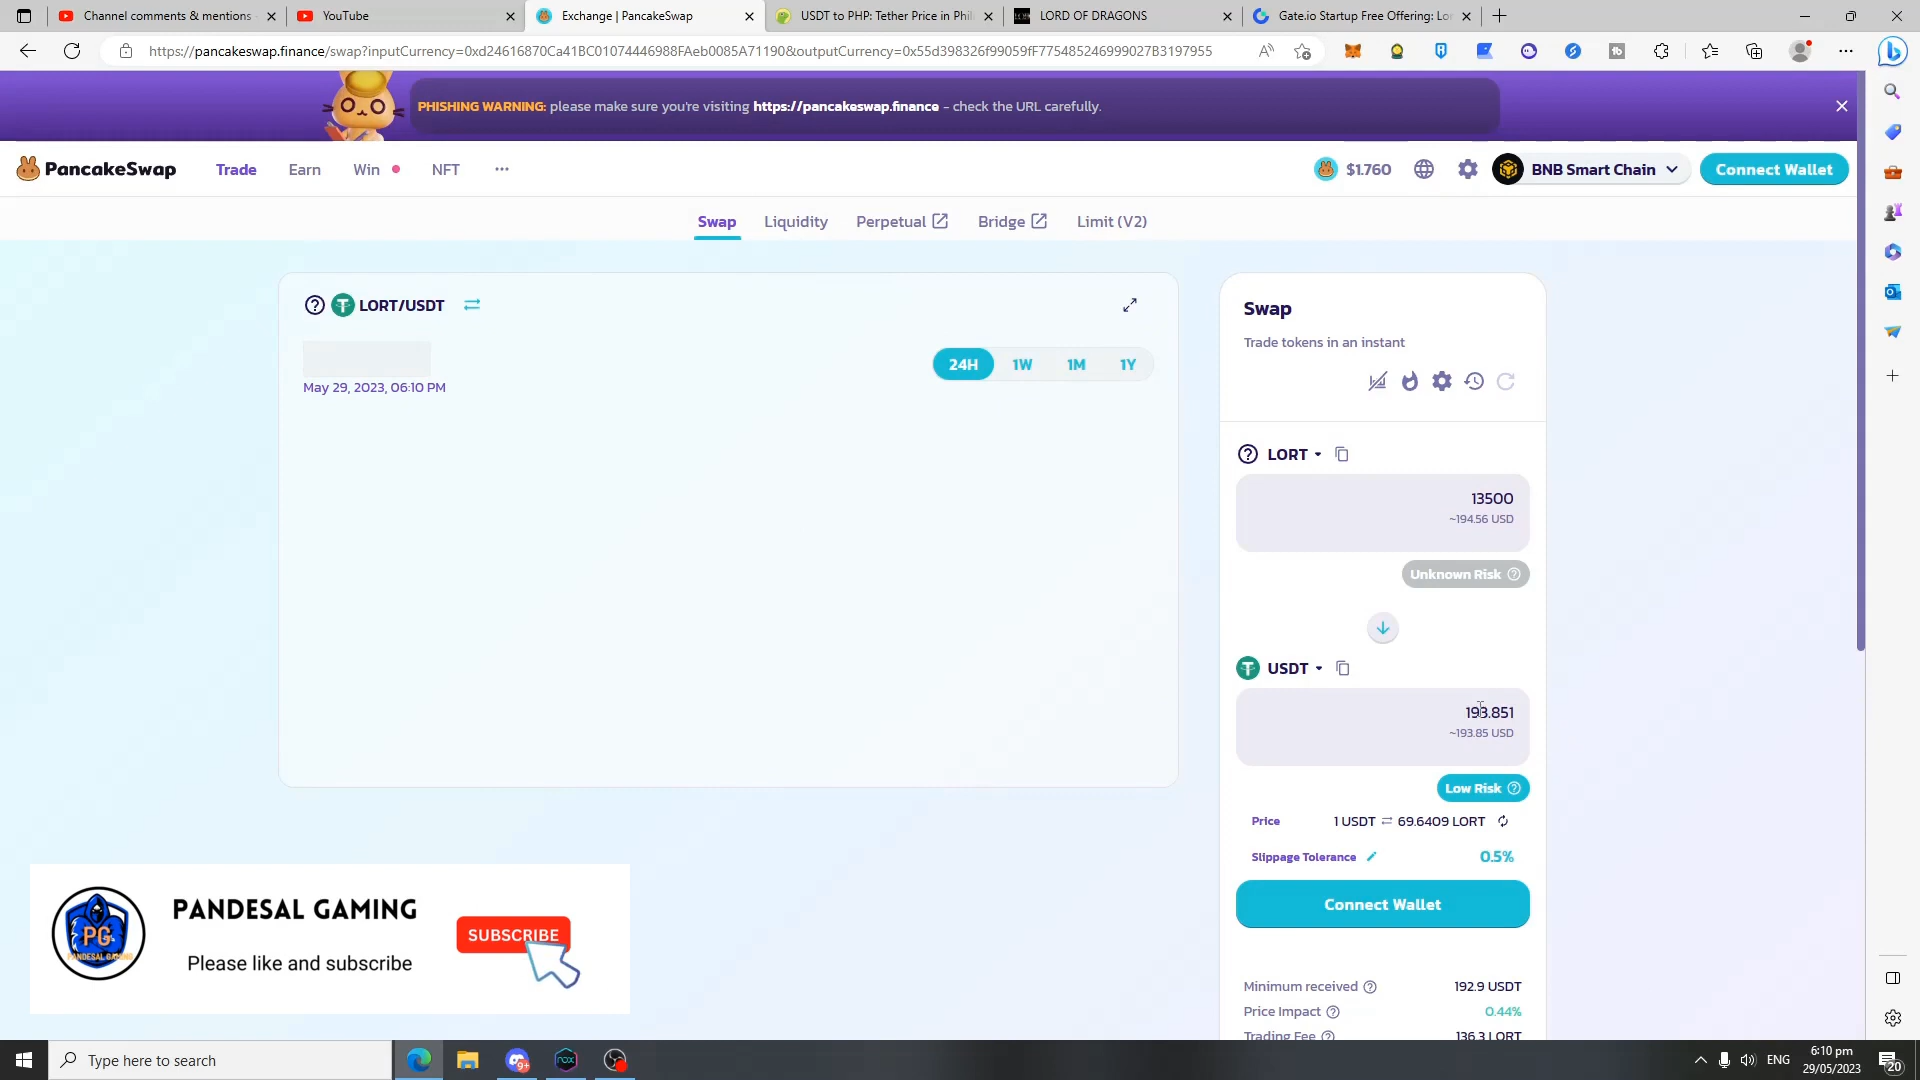 Channel comments & mentions
YouTube
Exchange | PancakeSwap
USDT to PHP: Tether Price in Phil
LORD OF DRAGONS
Gate.io Startup Free Offering: Lor
https://pancakeswap.finance/swap?inputCurrency=0xd24616870Ca41BC01074446988FAeb0085A71190&outputCurrency=0x55d398326f99059fF775485246999027B3197955
PHISHING WARNING: please make sure you're visiting https://pancakeswap.finance - check the URL carefully.
PancakeSwap
Trade
Earn
Win
NFT
$1.760
BNB Smart Chain
Connect Wallet
Swap
Liquidity
Perpetual
Bridge
Limit (V2)
LORT/USDT
May 29, 2023, 06:10 PM
24H
1W
1M
1Y
Swap
Trade tokens in an instant
LORT
13500
~194.56 USD
Unknown Risk
USDT
193.851
~193.85 USD
Low Risk
Price
1 USDT ⇌ 69.6409 LORT
Slippage Tolerance
0.5%
Connect Wallet
Minimum received
192.9 USDT
Price Impact
0.44%
Trading Fee
136.3 LORT
PG
PANDESAL GAMING
PANDESAL GAMING
Please like and subscribe
SUBSCRIBE
Type here to search
9+
nox
ENG
6:10 pm
29/05/2023
20